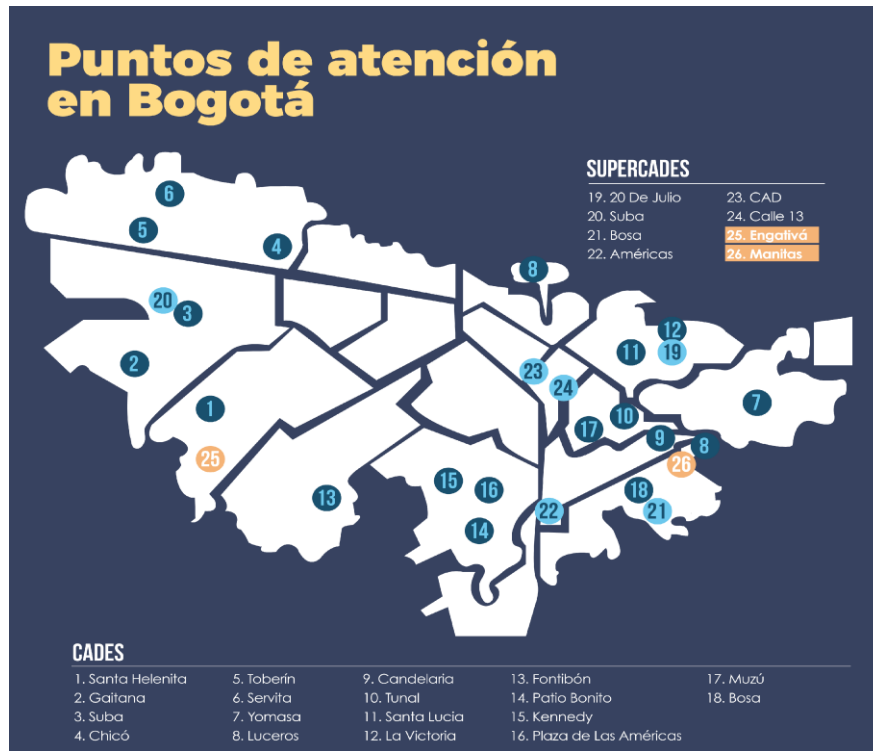 Puntos de atención
en Bogotá
SUPERCADES
19. 20 De Julio
20. Suba
21. Bosa
22. Américas
23. CAD
24. Calle 13
25. Engativá
26. Manitas
6
5
4
8
20
3
12
11
19
2
23
24
7
1
10
17
9
8
25
26
15
16
18
13
22
21
14
CADES
1. Santa Helenita
2. Gaitana
3. Suba
4. Chicó
5. Toberín
6. Servita
7. Yomasa
8. Luceros
9. Candelaria
10. Tunal
11. Santa Lucia
12. La Victoria
13. Fontibón
14. Patio Bonito
15. Kennedy
16. Plaza de Las Américas
17. Muzú
18. Bosa